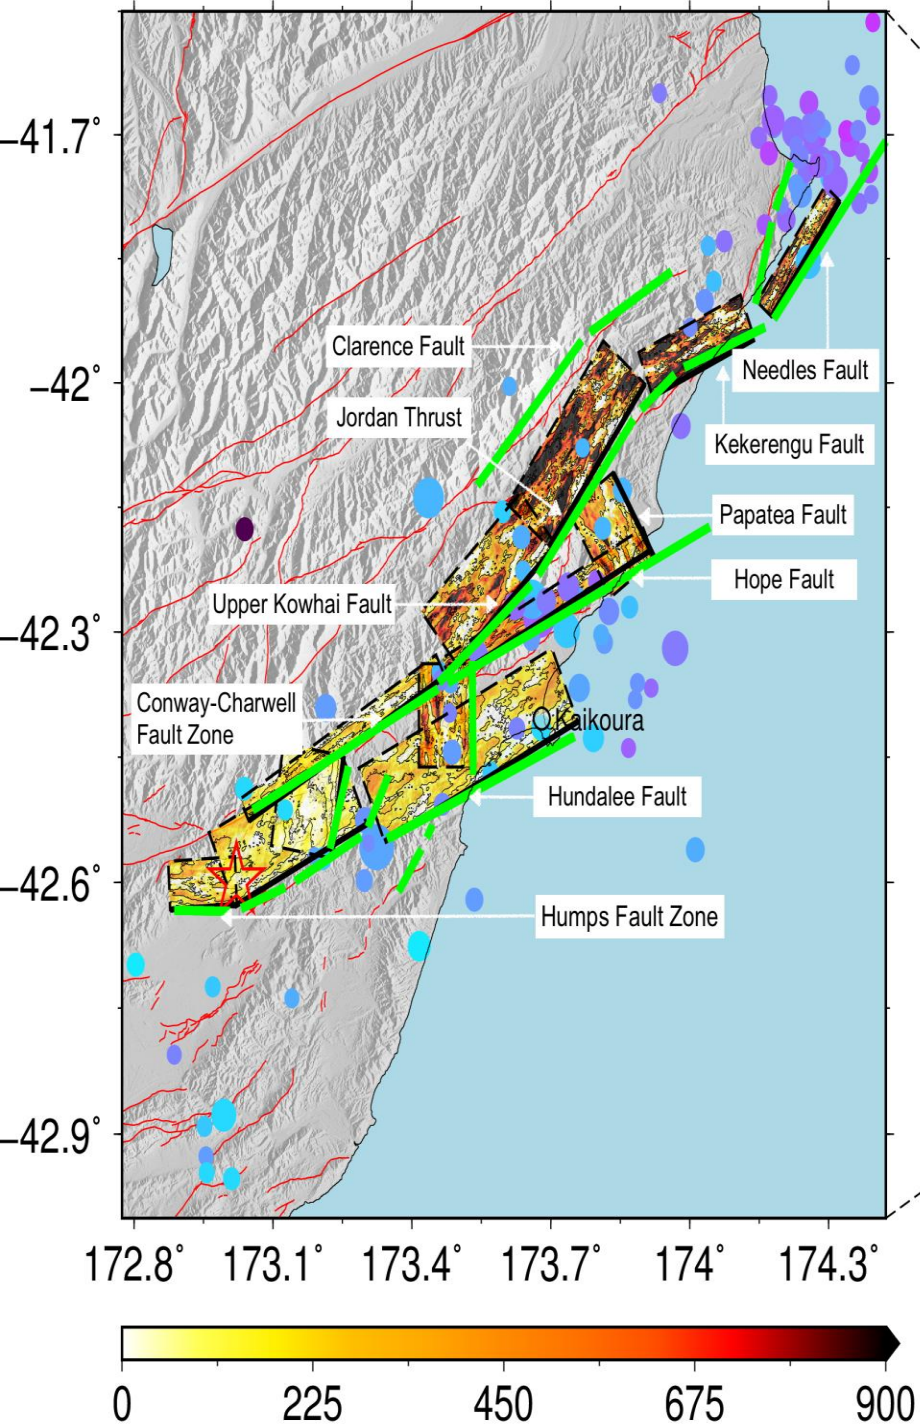 −41.7°
−42°
−42.3°
−42.6°
−42.9°
Clarence Fault
Jordan Thrust
Needles Fault
Kekerengu Fault
Papatea Fault
Hope Fault
Upper Kowhai Fault
Conway-Charwell
Fault Zone
Kaikoura
Hundalee Fault
Humps Fault Zone
172.8° 173.1° 173.4° 173.7° 174° 174.3°
0 225 450 675 900